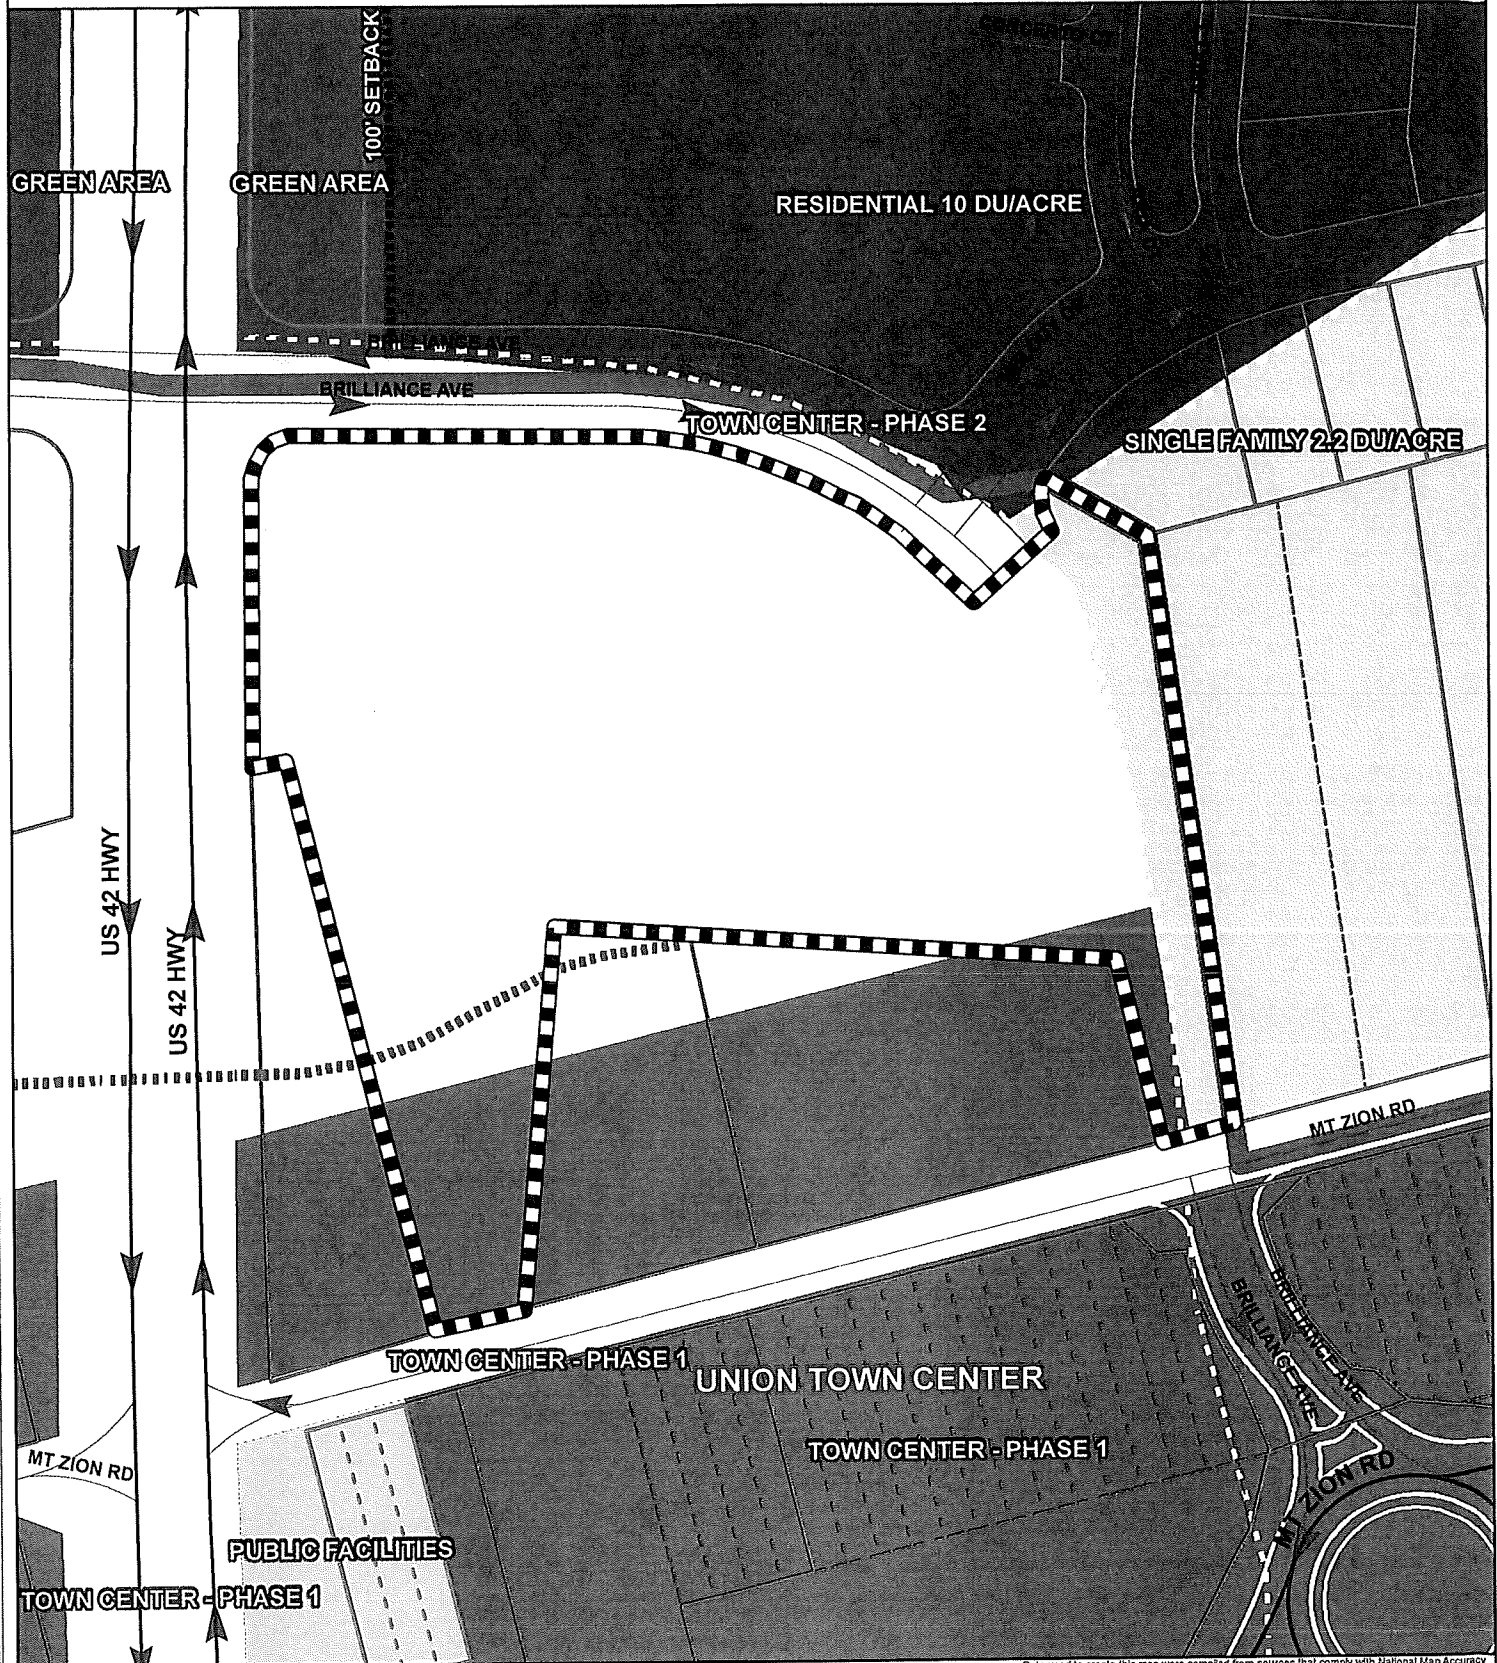 100' SETBACK
GREEN AREA
GREEN AREA
RESIDENTIAL 10 DU/ACRE
BRILLIANCE AVE
BRILLIANCE AVE
TOWN CENTER - PHASE 2
SINGLE FAMILY 2.2 DU/ACRE
US 42 HWY
US 42 HWY
MT ZION RD
TOWN CENTER - PHASE 1
UNION TOWN CENTER
BRILLIANCE AVE
BRILLIANCE AVE
TOWN CENTER - PHASE 1
MT ZION RD
MT ZION RD
PUBLIC FACILITIES
TOWN CENTER - PHASE 1